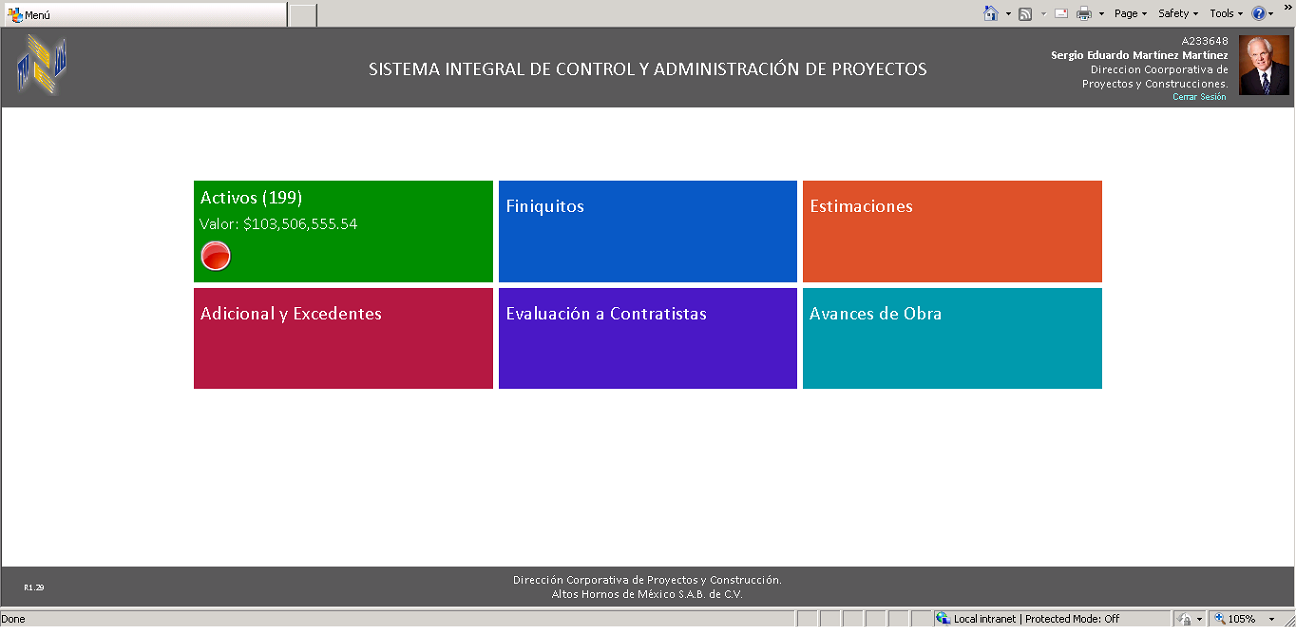 Menú
Page
Safety
Tools
A233648
Sergio Eduardo Martínez Martínez
Direccion Coorporativa de
Proyectos y Construcciones.
Cerrar Sesión
SISTEMA INTEGRAL DE CONTROL Y ADMINISTRACIÓN DE PROYECTOS
Activos (199)
Valor: $103,506,555.54
Finiquitos
Estimaciones
Adicional y Excedentes
Evaluación a Contratistas
Avances de Obra
R1.29
Dirección Corporativa de Proyectos y Construcción.
Altos Hornos de México S.A.B. de C.V.
Done
Local intranet | Protected Mode: Off
105%